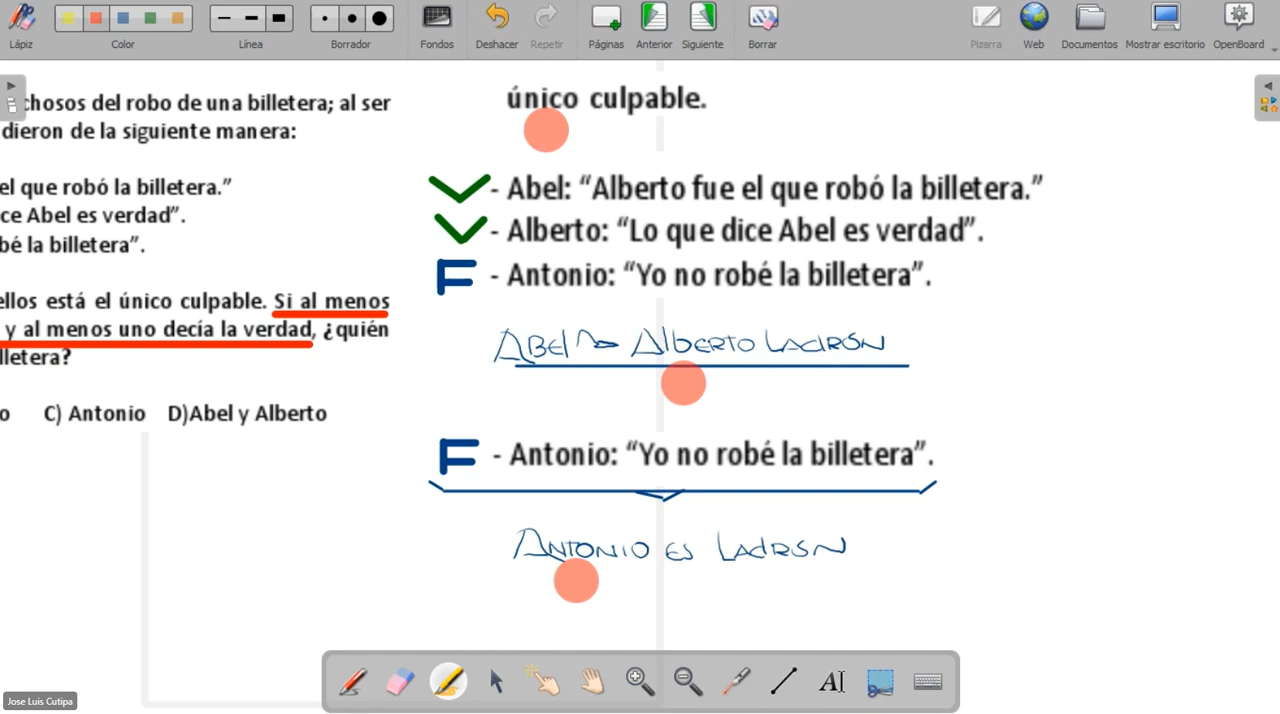 Lápiz Color Línea Borrador Fondos Deshacer Repetir Páginas Anterior Siguiente Borrar Pizarra Web Documentos Mostrar escritorio OpenBoard
chosos del robo de una billetera; al ser
dieron de la siguiente manera:
el que robó la billetera.”
ce Abel es verdad”.
bé la billetera”.
ellos está el único culpable. Si al menos
y al menos uno decía la verdad, ¿quién
lletera?
o C) Antonio D)Abel y Alberto
único culpable.
V - Abel: “Alberto fue el que robó la billetera.”
V - Alberto: “Lo que dice Abel es verdad”.
F - Antonio: “Yo no robé la billetera”.
ABEL Alberto Ladrón
F - Antonio: “Yo no robé la billetera”.
ANTONIO ES LADRÓN
AI
Jose Luis Cutipa